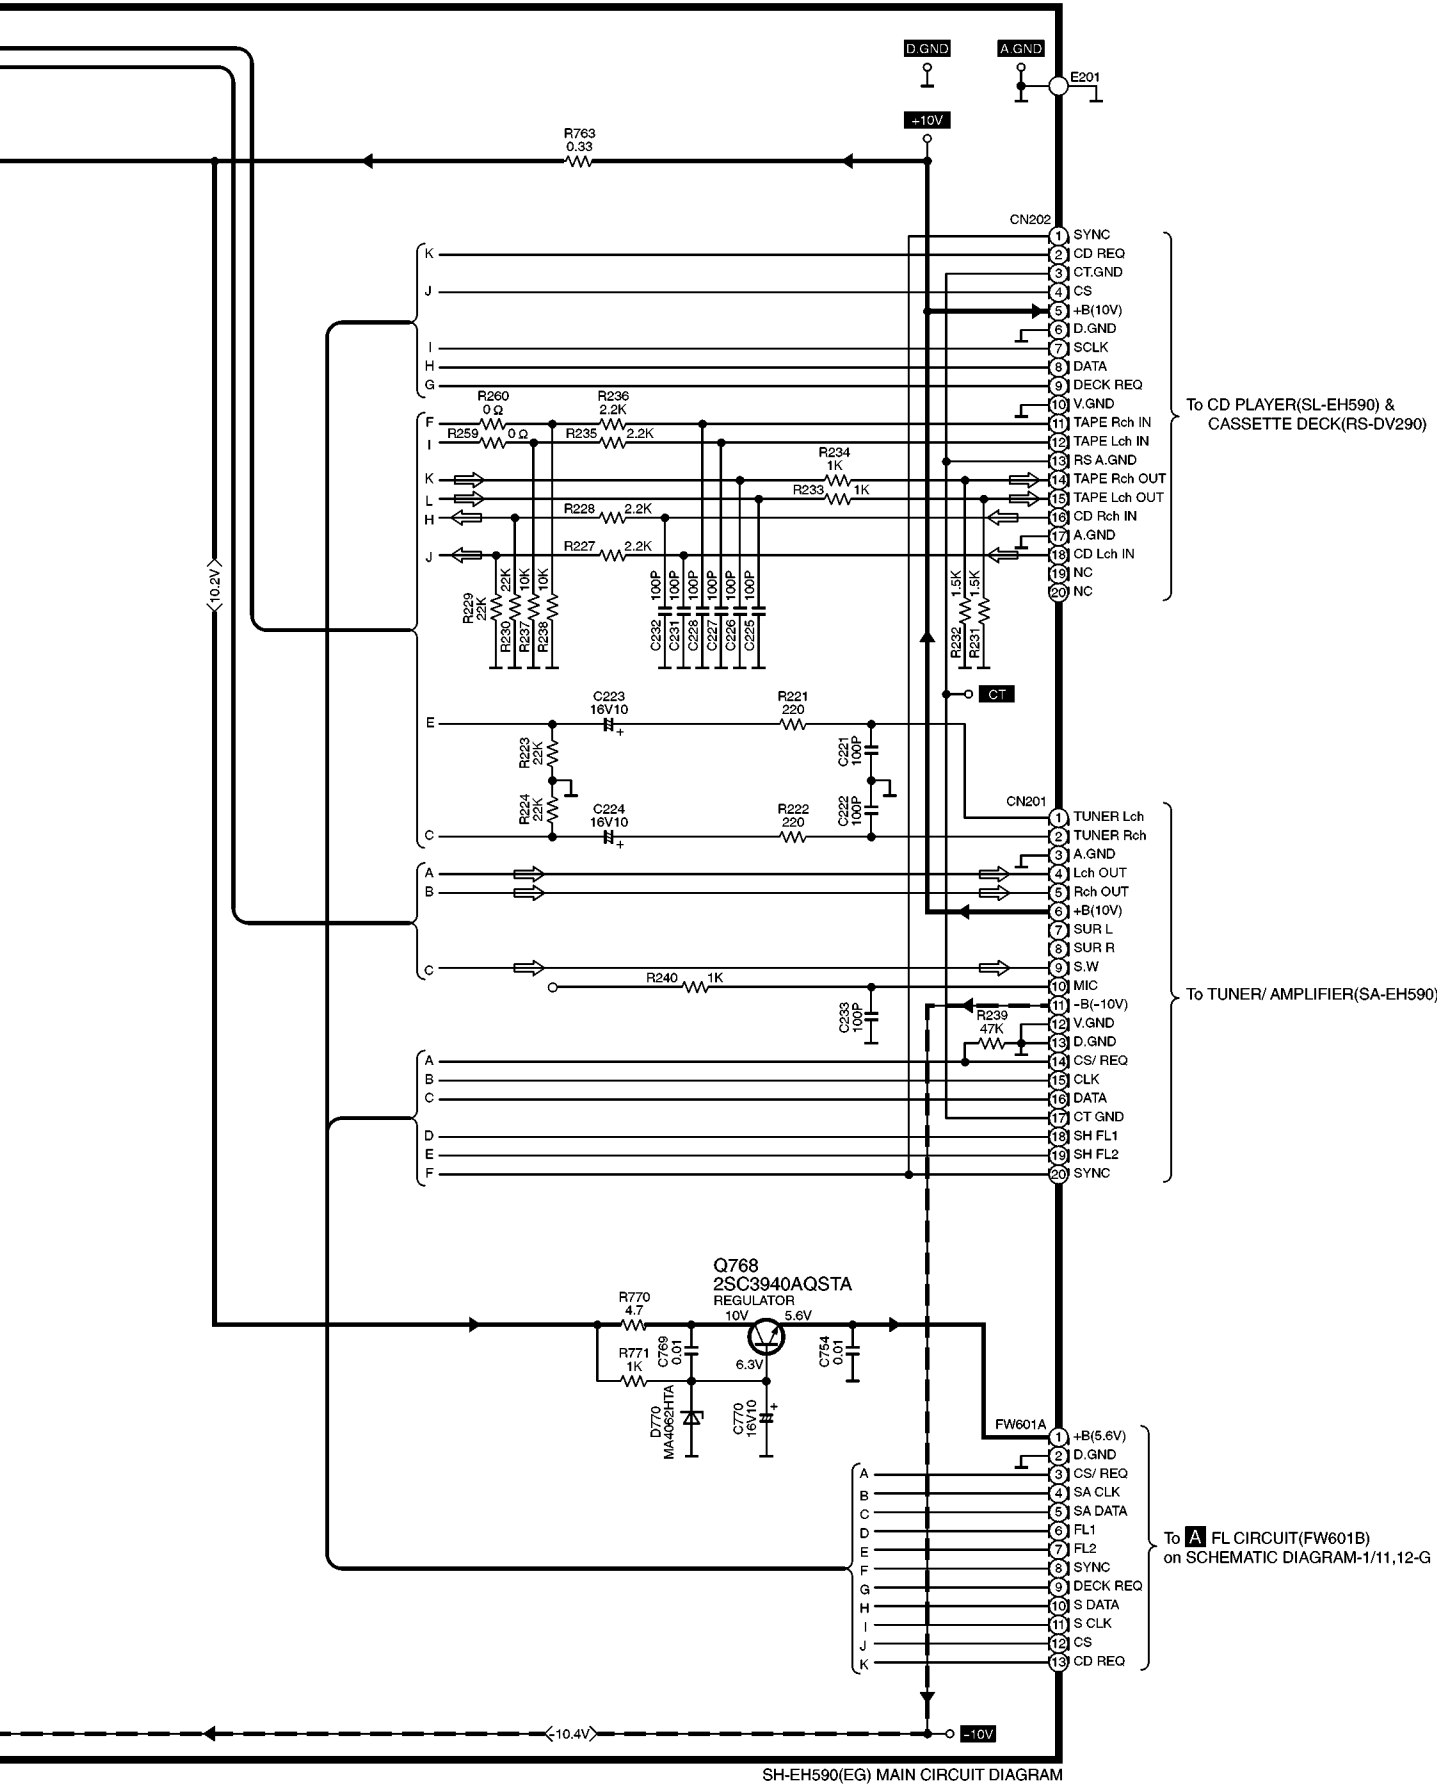 D.GND
A.GND
E201
+10V
R763
0.33
CN202
1 SYNC
K
2 CD REQ
3 CT.GND
J
4 CS
5 +B(10V)
6 D.GND
I
7 SCLK
H
8 DATA
G
9 DECK REQ
R260
0 Ω
R236
2.2K
10 V.GND
F
11 TAPE Rch IN
I
R259
0 Ω
R235
2.2K
12 TAPE Lch IN
R234
1K
13 RS A.GND
K
14 TAPE Rch OUT
L
R233
1K
15 TAPE Lch OUT
H
R228
2.2K
16 CD Rch IN
17 A.GND
J
R227
2.2K
18 CD Lch IN
19 NC
20 NC
To CD PLAYER(SL-EH590) &
CASSETTE DECK(RS-DV290)
10.2V
R229
22K
R230
22K
R237
10K
R238
10K
C232
100P
C231
100P
C228
100P
C227
100P
C226
100P
C225
100P
R232
1.5K
R231
1.5K
CT
E
C223
16V10
+
R221
220
R223
22K
C221
100P
R224
22K
C222
100P
C
C224
16V10
+
R222
220
CN201
1 TUNER Lch
2 TUNER Rch
3 A.GND
A
4 Lch OUT
B
5 Rch OUT
6 +B(10V)
7 SUR L
8 SUR R
C
9 S.W
R240
1K
10 MIC
C233
100P
11 -B(-10V)
R239
47K
12 V.GND
13 D.GND
A
14 CS/ REQ
B
15 CLK
C
16 DATA
17 CT GND
D
18 SH FL1
E
19 SH FL2
F
20 SYNC
To TUNER/ AMPLIFIER(SA-EH590)
Q768
2SC3940AQSTA
REGULATOR
10V
5.6V
6.3V
R770
4.7
R771
1K
C769
0.01
C754
0.01
D770
MA4062HTA
C770
16V10
+
FW601A
1 +B(5.6V)
2 D.GND
A
3 CS/ REQ
B
4 SA CLK
C
5 SA DATA
D
6 FL1
E
7 FL2
F
8 SYNC
G
9 DECK REQ
H
10 S DATA
I
11 S CLK
J
12 CS
K
13 CD REQ
To A FL CIRCUIT(FW601B)
on SCHEMATIC DIAGRAM-1/11,12-G
-10.4V
-10V
SH-EH590(EG) MAIN CIRCUIT DIAGRAM